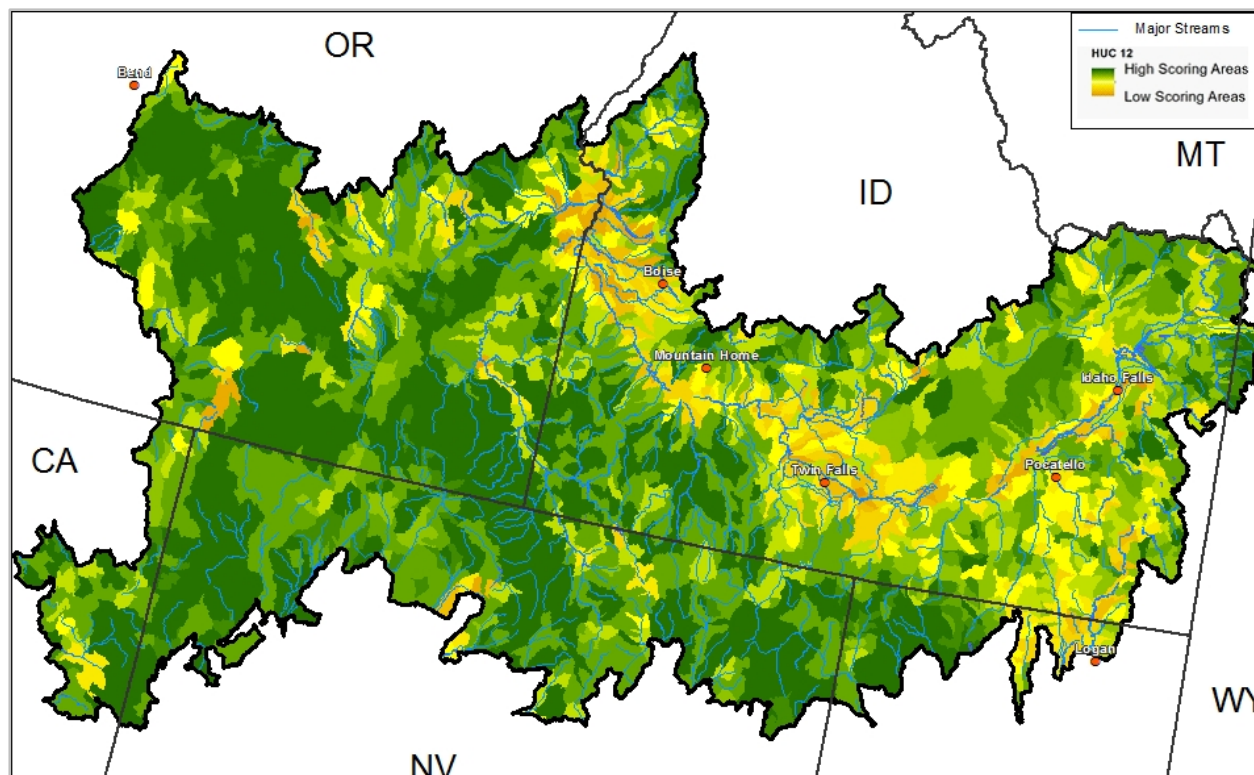 OR
Major Streams
HUC 12
High Scoring Areas
Low Scoring Areas
Bend
MT
ID
Boise
Mountain Home
Idaho Falls
CA
Twin Falls
Pocatello
Logan
WY
NV